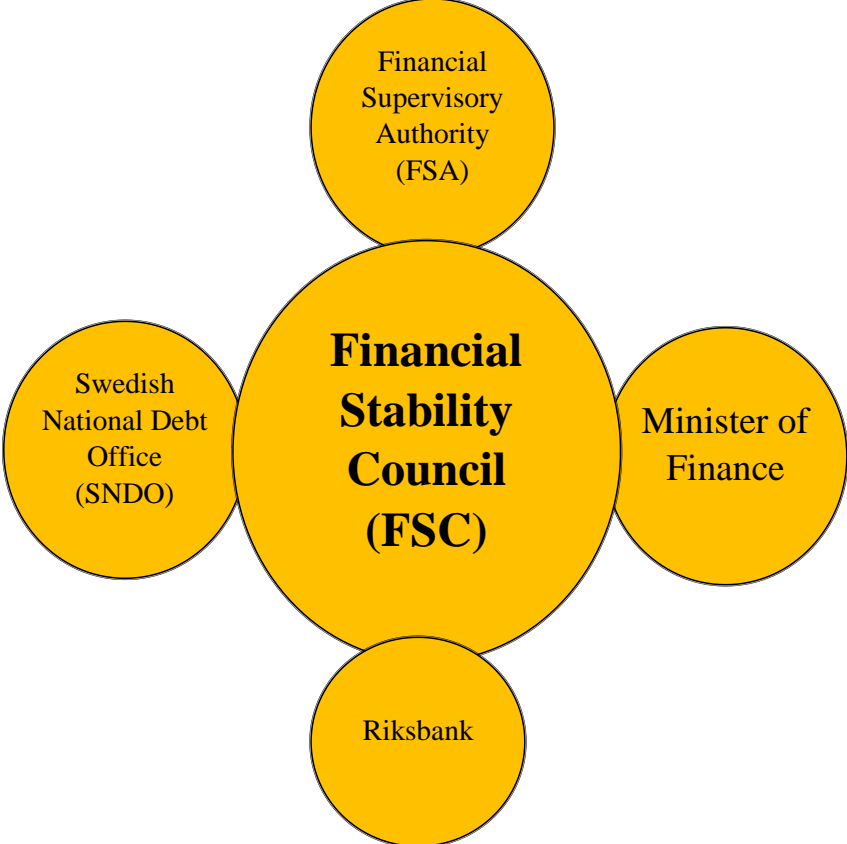 Financial
Supervisory
Authority
(FSA)
Financial
Stability
Council
(FSC)
Swedish
National Debt
Office
(SNDO)
Minister of
Finance
Riksbank